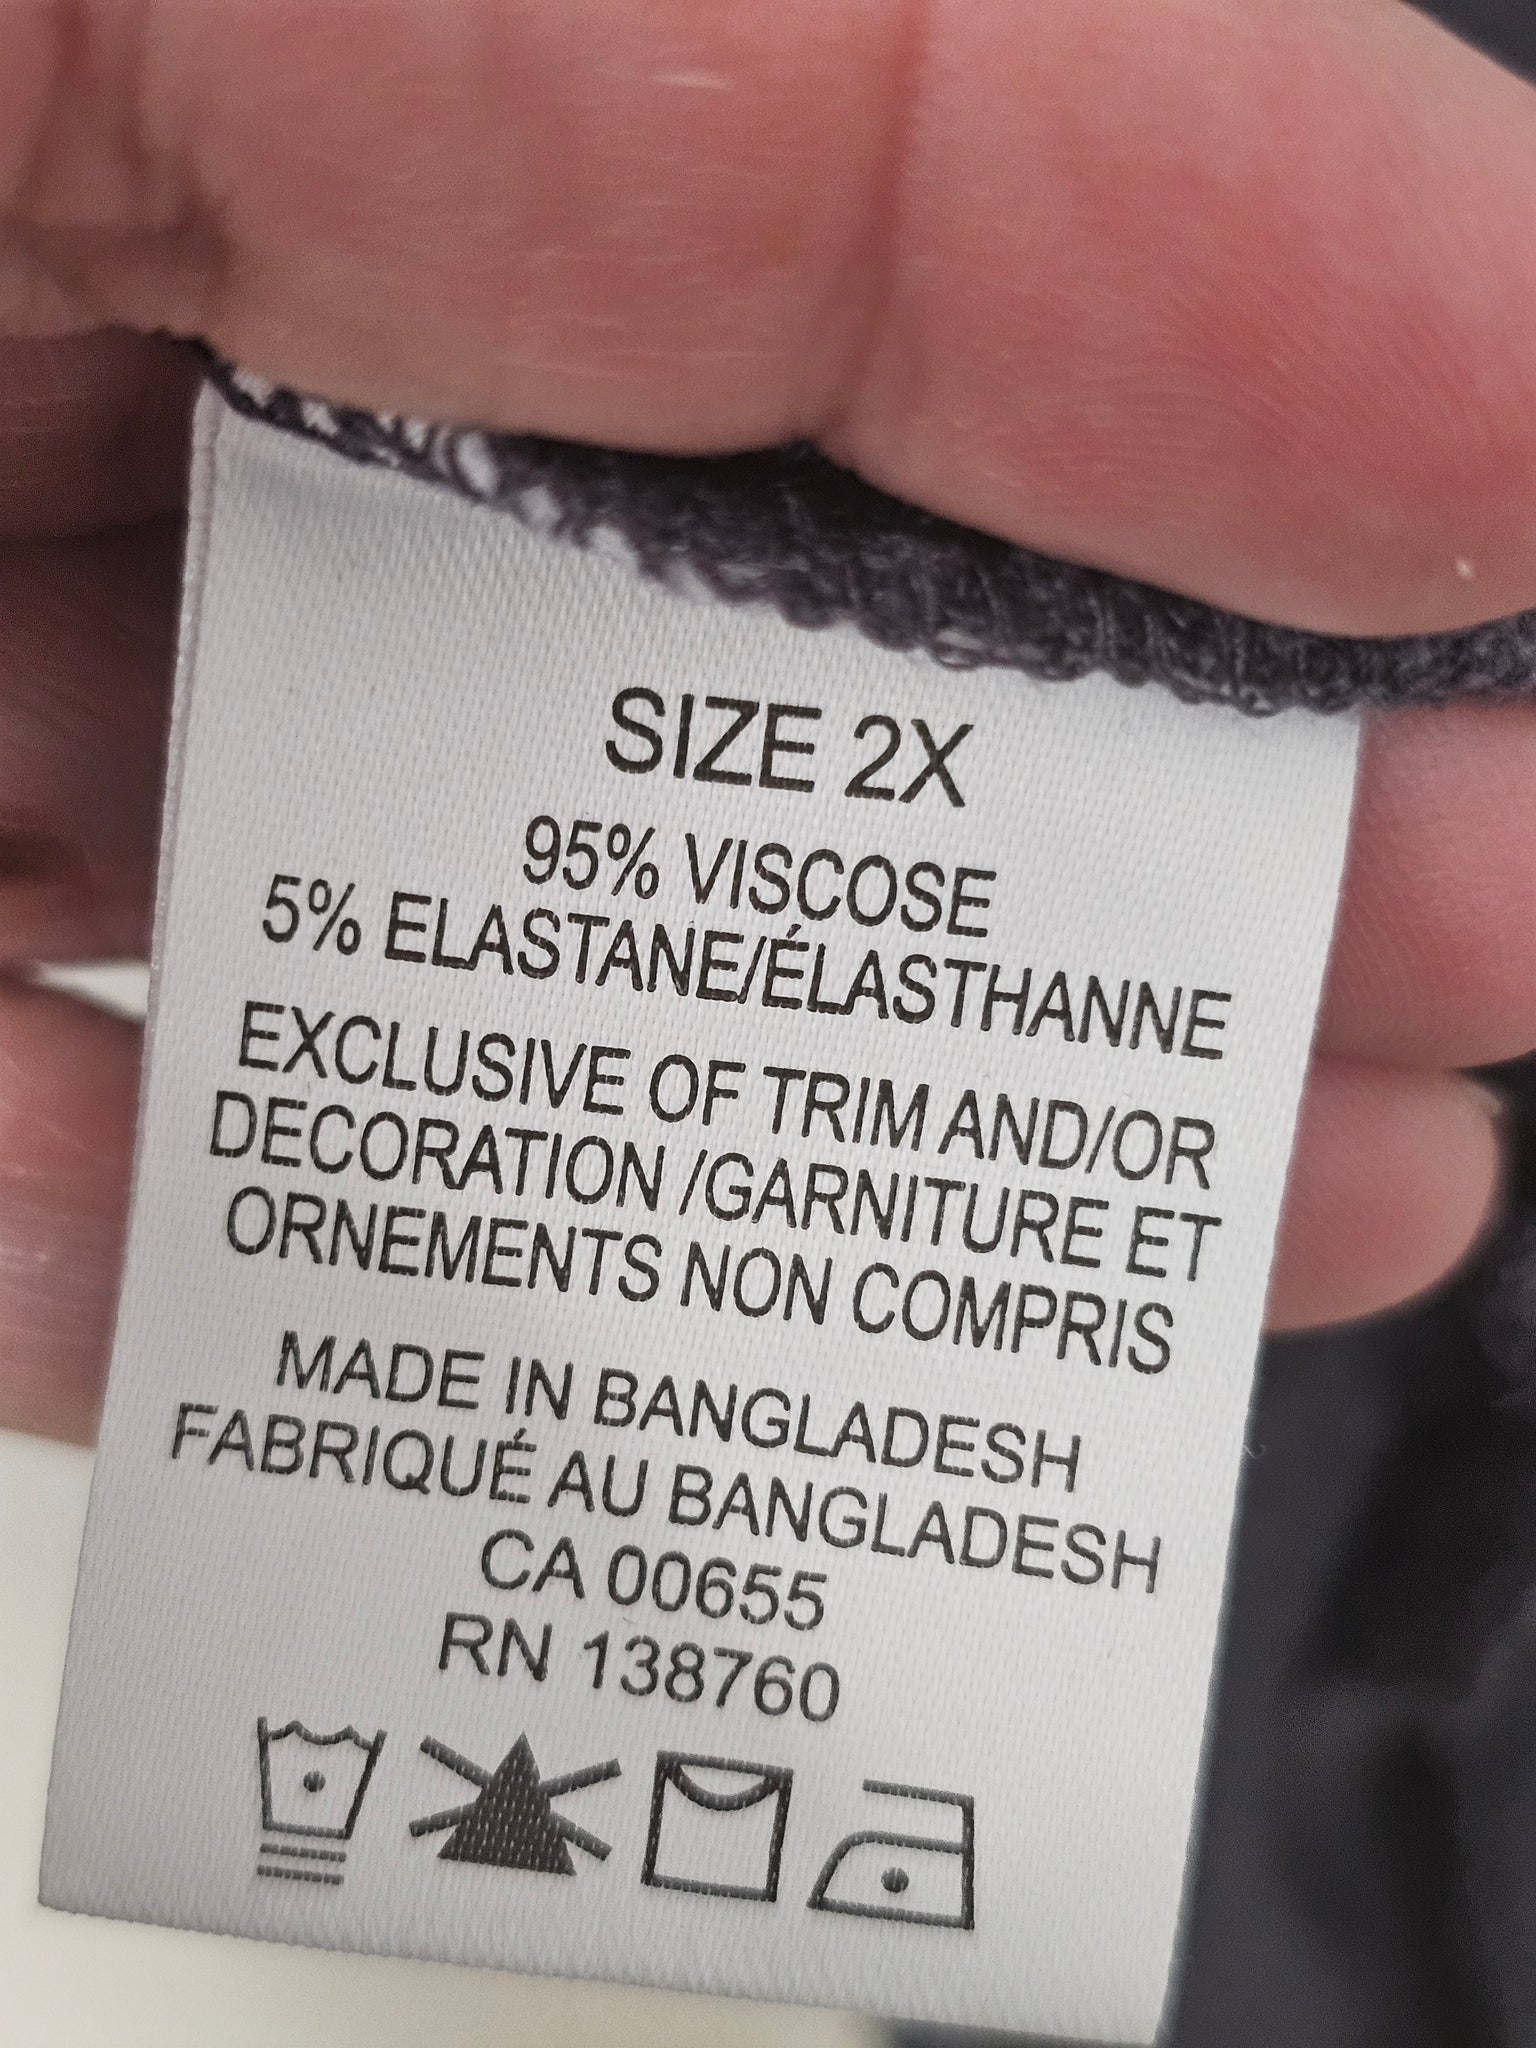 SIZE 2X
95% VISCOSE
5% ELASTANE/ÉLASTHANNE
EXCLUSIVE OF TRIM AND/OR
DECORATION /GARNITURE ET
ORNEMENTS NON COMPRIS
MADE IN BANGLADESH
FABRIQUÉ AU BANGLADESH
CA 00655
RN 138760